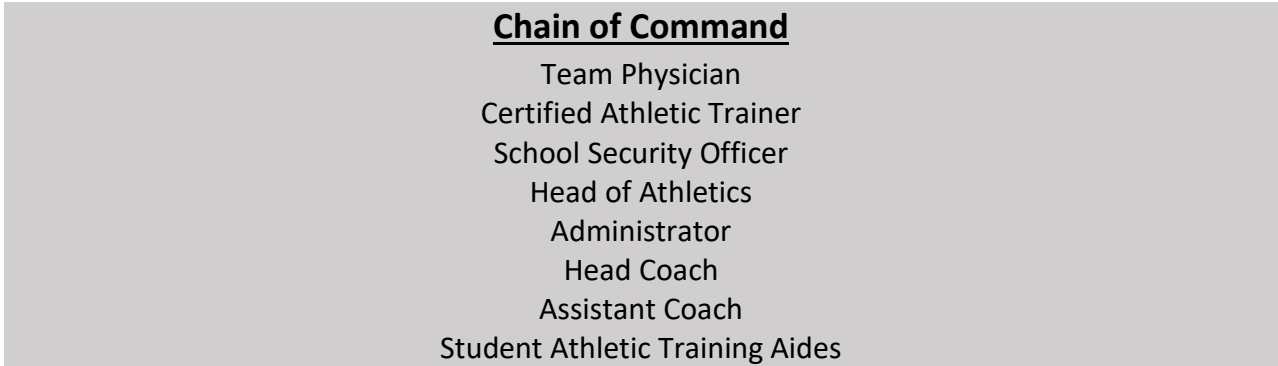 Chain of Command
Team Physician
Certified Athletic Trainer
School Security Officer
Head of Athletics
Administrator
Head Coach
Assistant Coach
Student Athletic Training Aides